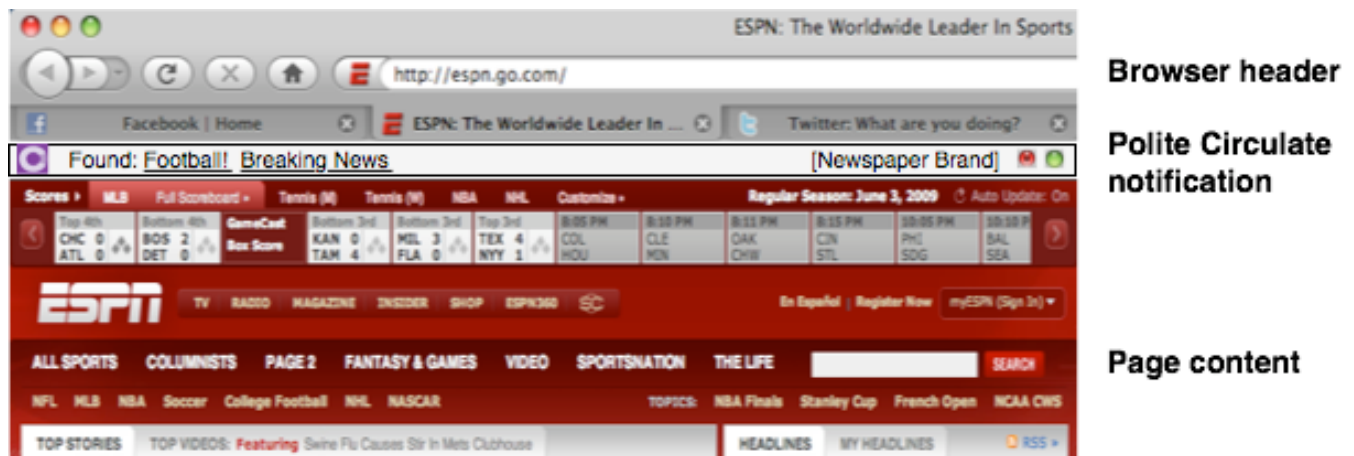 ESPN: The Worldwide Leader In Sports
http://espn.go.com/
Browser header
Facebook | Home ESPN: The Worldwide Leader In ... Twitter: What are you doing?
Polite Circulate
notification
Found: Football! Breaking News [Newspaper Brand]
Scores MLB Full Scoreboard Tennis (M) Tennis (W) NBA NHL Customize Regular Season: June 3, 2009 Auto Update: On
Top 4th Bottom 4th GameCast Bottom 3rd Bottom 3rd Top 3rd 8:05 PM 8:10 PM 8:11 PM 8:15 PM 10:05 PM 10:10 P
CHC 0 BOS 2 Box Score KAN 0 MIL 3 TEX 4 COL CLE OAK CIN PHI BAL
ATL 0 DET 0 TAM 4 FLA 0 NYY 1 HOU MIN CHW STL SDG SEA
ESPN TV RADIO MAGAZINE INSIDER SHOP ESPN360 SC En Español | Register Now myESPN (Sign In)
ALL SPORTS COLUMNISTS PAGE 2 FANTASY & GAMES VIDEO SPORTSNATION THE LIFE SEARCH
Page content
NFL MLB NBA Soccer College Football NHL NASCAR TOPICS: NBA Finals Stanley Cup French Open NCAA CWS
TOP STORIES TOP VIDEOS: Featuring Swine Flu Causes Stir In Mets Clubhouse HEADLINES MY HEADLINES RSS »